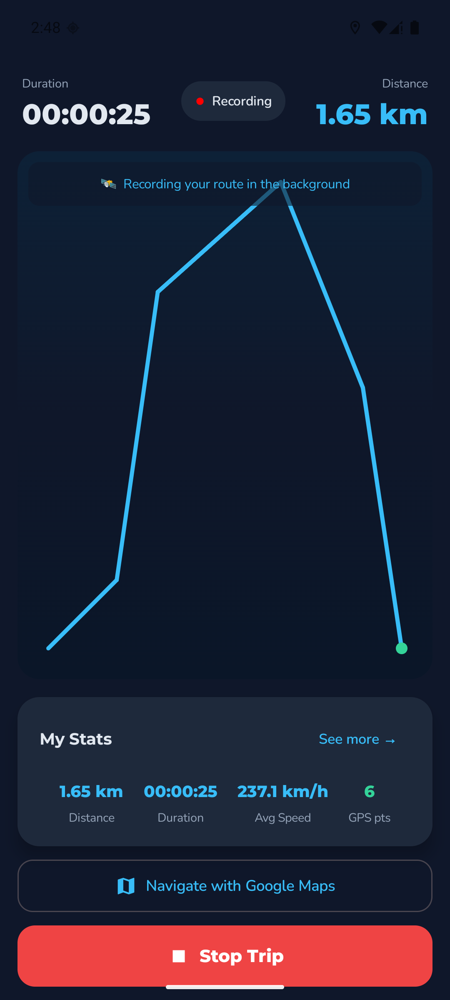 2:48
Duration
Distance
Recording
00:00:25
1.65 km
Recording your route in the background
My Stats
See more →
1.65 km
00:00:25
237.1 km/h
6
Distance
Duration
Avg Speed
GPS pts
Navigate with Google Maps
Stop Trip